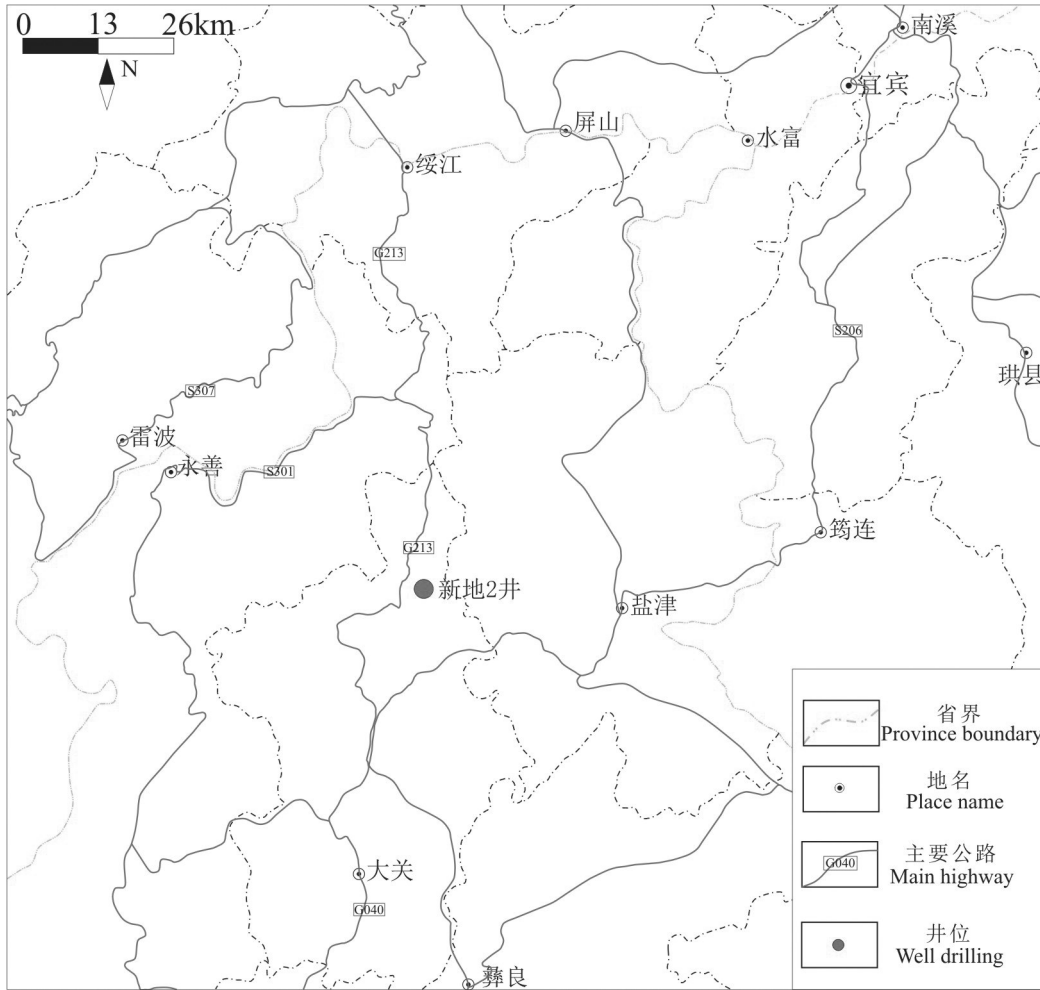 0 13 26km
N
南溪
宜宾
屏山
水富
绥江
G213
S206
珙县
S307
雷波
永善
S301
筠连
G213
新地2井
盐津
省界
Province boundary
地名
Place name
主要公路
G040
Main highway
大关
G040
井位
Well drilling
彝良